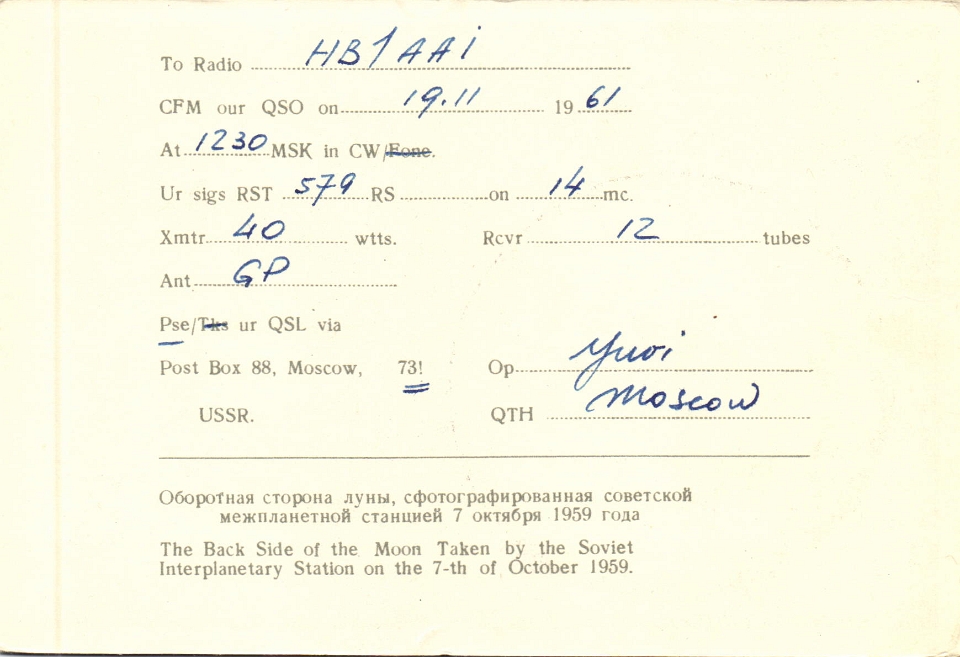 To Radio HB1AAi
CFM our QSO on 19.11 1961
At 1230 MSK in CW/Fone.
Ur sigs RST 579 RS on 14 mc.
Xmtr. 40 wtts. Rcvr 12 tubes
Ant GP
Pse/Tks ur QSL via
Post Box 88, Moscow, 73! Op. Yuri
USSR. QTH Moscow
Оборотная сторона луны, сфотографированная советской
межпланетной станцией 7 октября 1959 года
The Back Side of the Moon Taken by the Soviet
Interplanetary Station on the 7-th of October 1959.